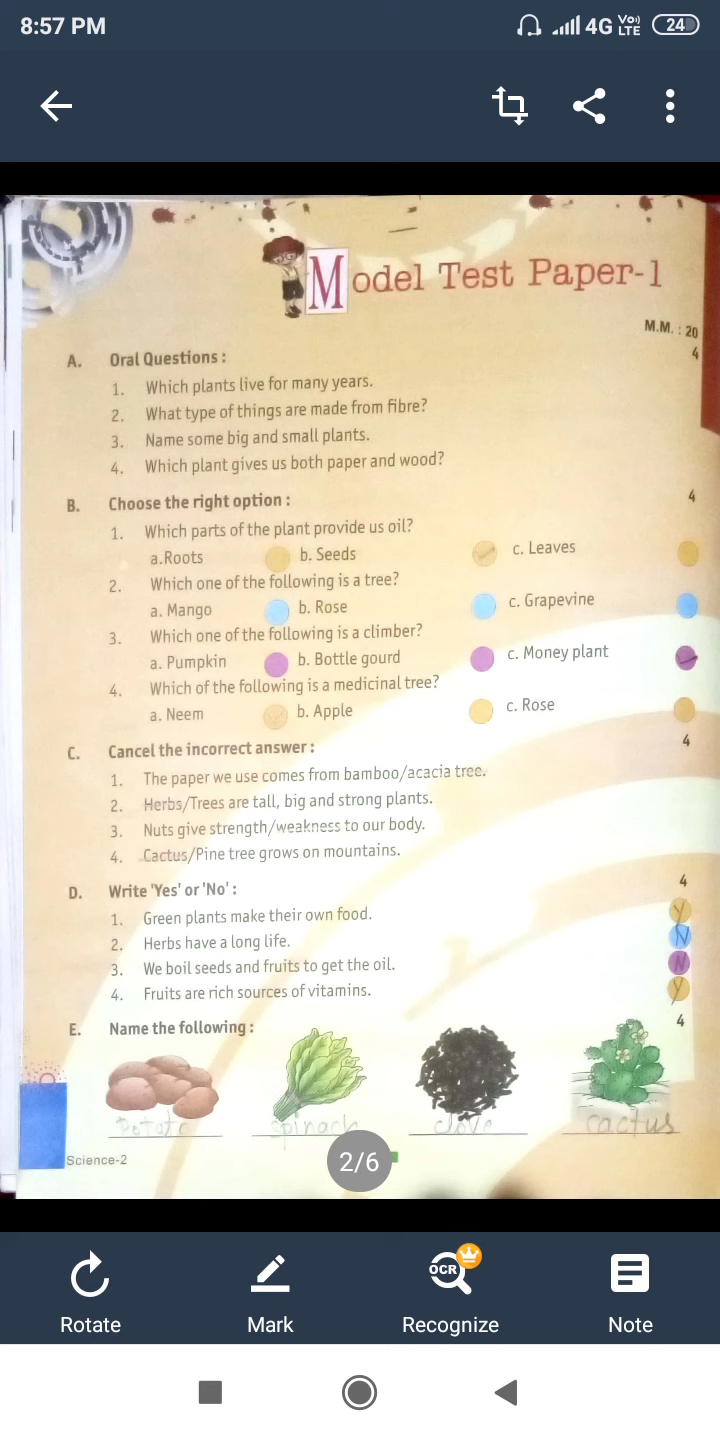 8:57 PM 4G Vo) LTE 24
Model Test Paper-1
M.M. : 20
A. Oral Questions : 4
1. Which plants live for many years.
2. What type of things are made from fibre?
3. Name some big and small plants.
4. Which plant gives us both paper and wood?
B. Choose the right option : 4
1. Which parts of the plant provide us oil?
a.Roots b. Seeds c. Leaves
2. Which one of the following is a tree?
a. Mango b. Rose c. Grapevine
3. Which one of the following is a climber?
a. Pumpkin b. Bottle gourd c. Money plant
4. Which of the following is a medicinal tree?
a. Neem b. Apple c. Rose
C. Cancel the incorrect answer : 4
1. The paper we use comes from bamboo/acacia tree.
2. Herbs/Trees are tall, big and strong plants.
3. Nuts give strength/weakness to our body.
4. Cactus/Pine tree grows on mountains.
D. Write 'Yes' or 'No' : 4
1. Green plants make their own food. Y
2. Herbs have a long life. N
3. We boil seeds and fruits to get the oil. N
4. Fruits are rich sources of vitamins. Y
E. Name the following : 4
Potato spinach clove cactus
Science-2
2/6
OCR
Rotate Mark Recognize Note